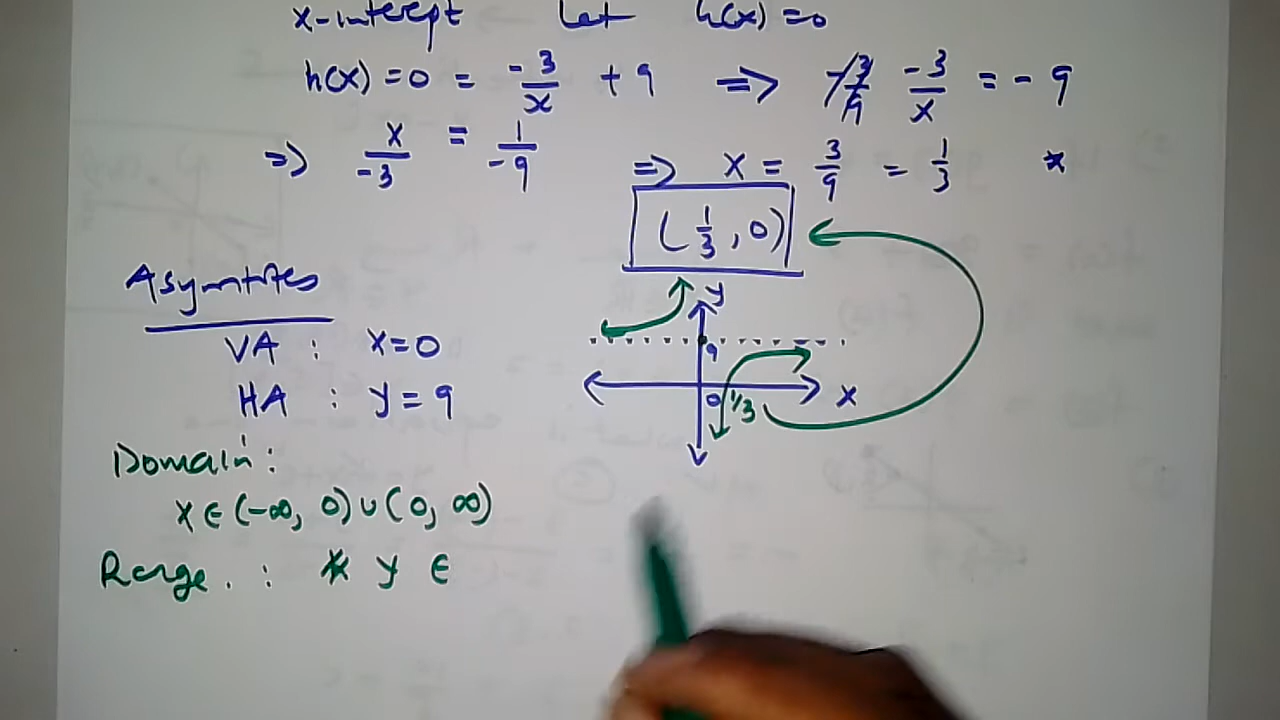 x-intercept Let h(x)=0
h(x)=0 = -3/x + 9 => -3/x = -9
=> x/-3 = 1/-9 => x = 3/9 = 1/3 *
(1/3, 0)
Asymtites
VA : x=0
HA : y=9
y
9
0 1/3 x
Domain:
x∈(-∞, 0)∪(0, ∞)
Range. : y ∈